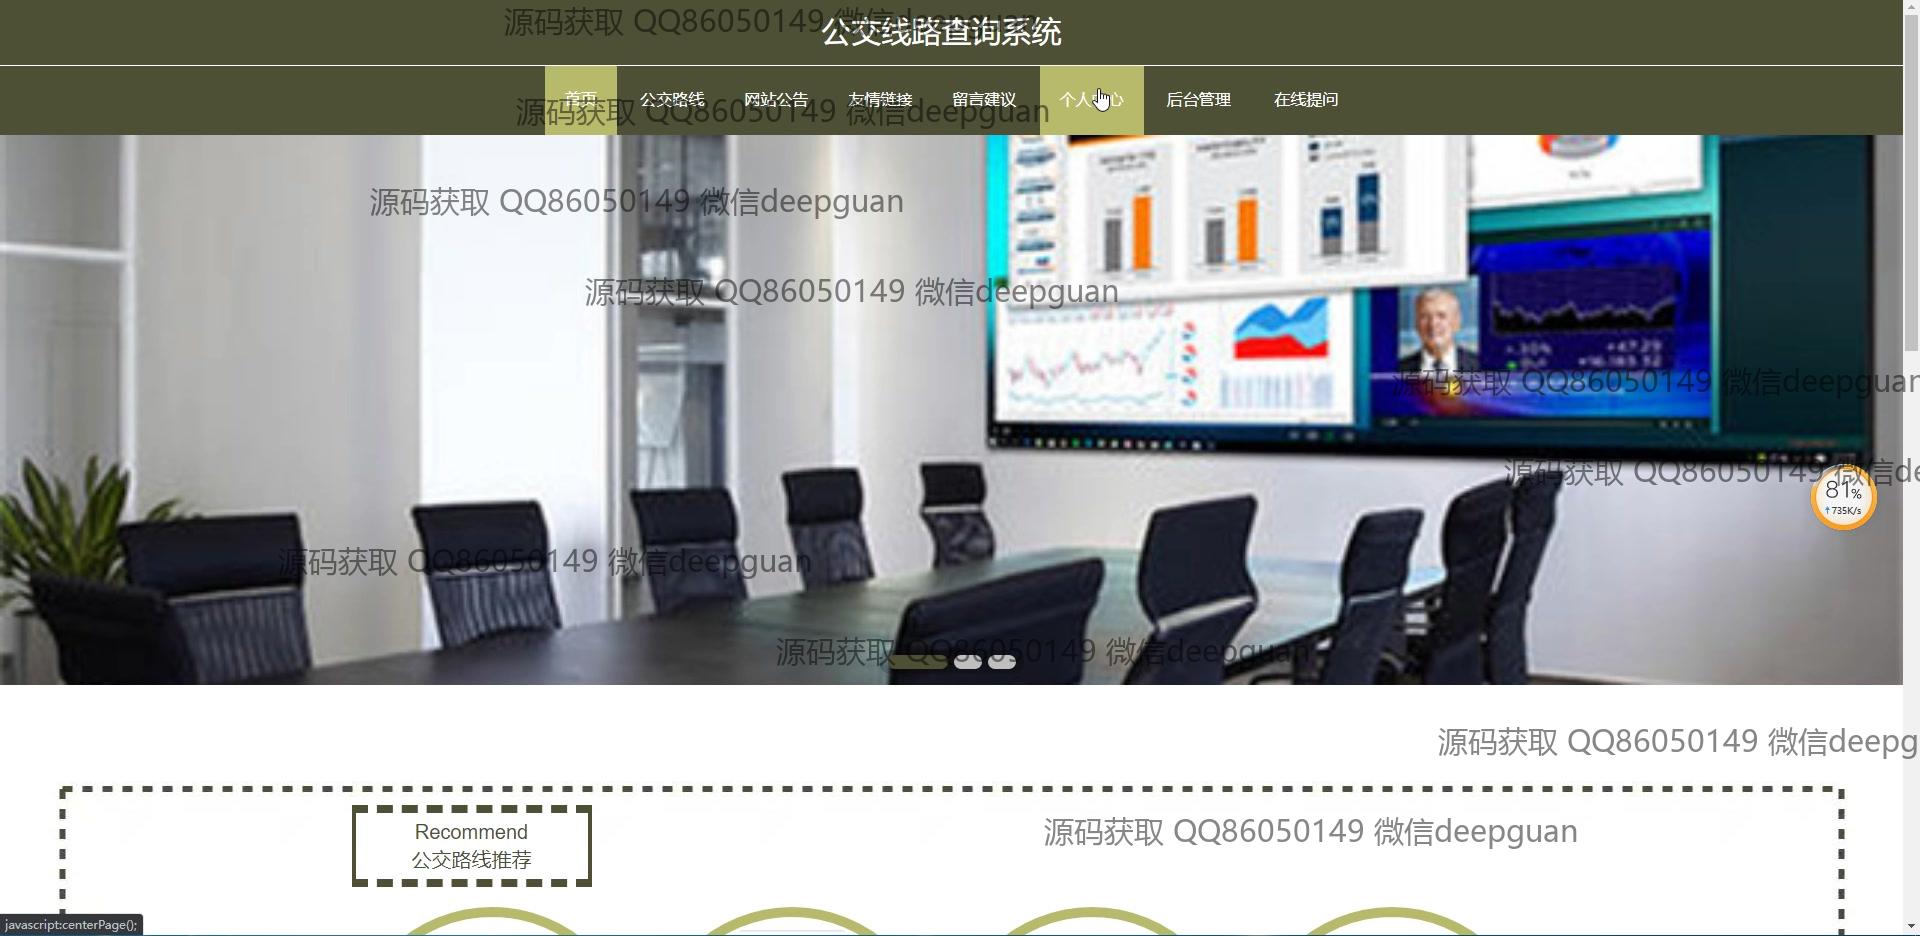 源码获取 QQ86050149 微信deepguan
公交线路查询系统
首页 公交路线 网站公告 友情链接 留言建议 个人中心 后台管理 在线提问
源码获取 QQ86050149 微信deepguan
源码获取 QQ86050149 微信deepguan
源码获取 QQ86050149 微信deepguan
源码获取 QQ86050149 微信deepguan
源码获取 QQ86050149 微信de
81%
↑735K/s
源码获取 QQ86050149 微信deepguan
源码获取 QQ86050149 微信deepguan
源码获取 QQ86050149 微信deepg
Recommend
公交路线推荐
源码获取 QQ86050149 微信deepguan
javascript:centerPage();